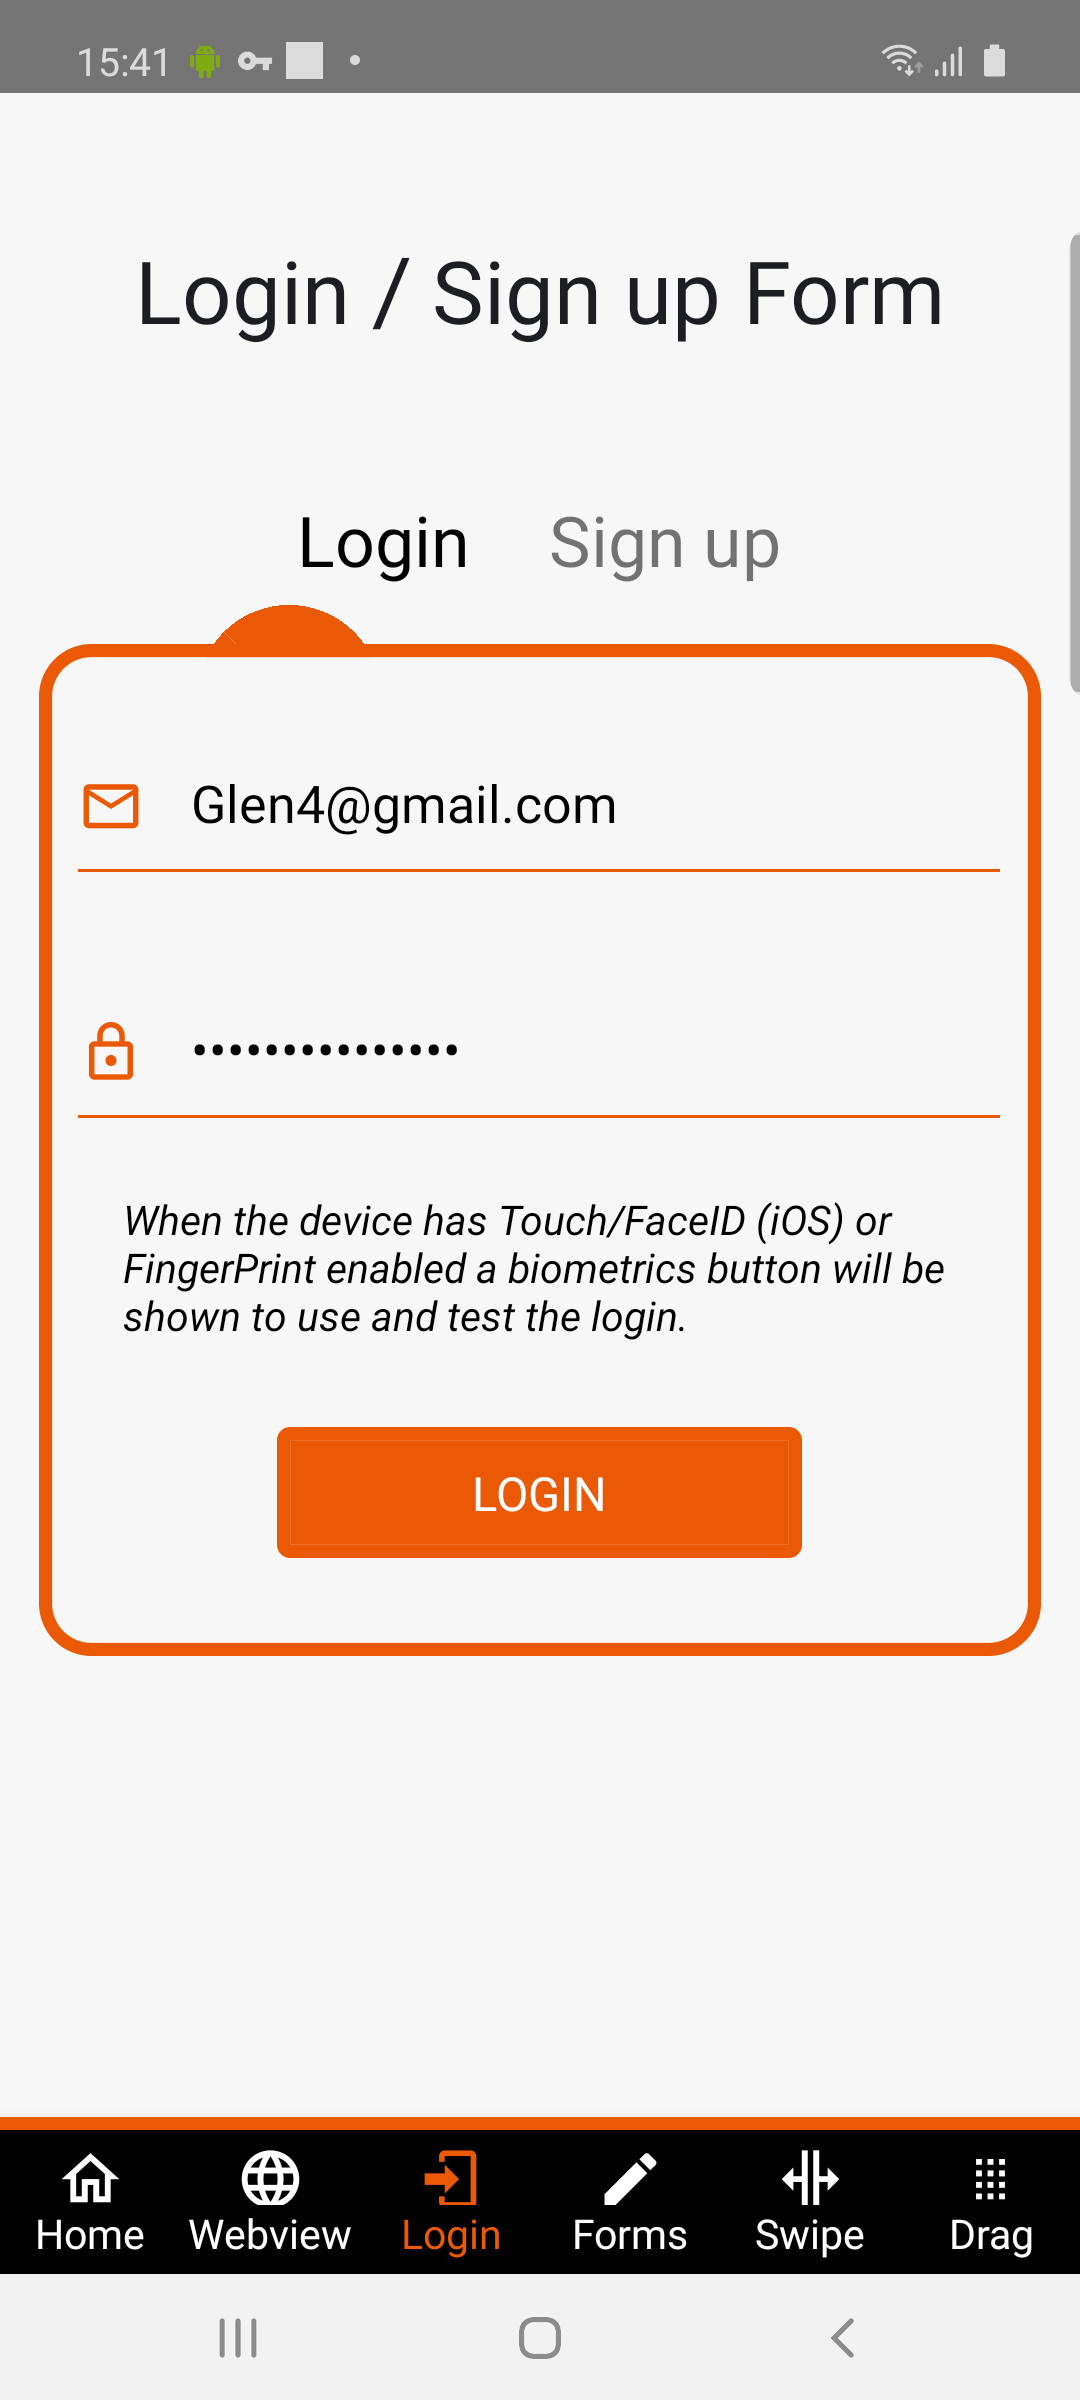 15:41
Login / Sign up Form
Login Sign up
Glen4@gmail.com
•••••••••••••••
When the device has Touch/FaceID (iOS) or
FingerPrint enabled a biometrics button will be
shown to use and test the login.
LOGIN
Home Webview Login Forms Swipe Drag